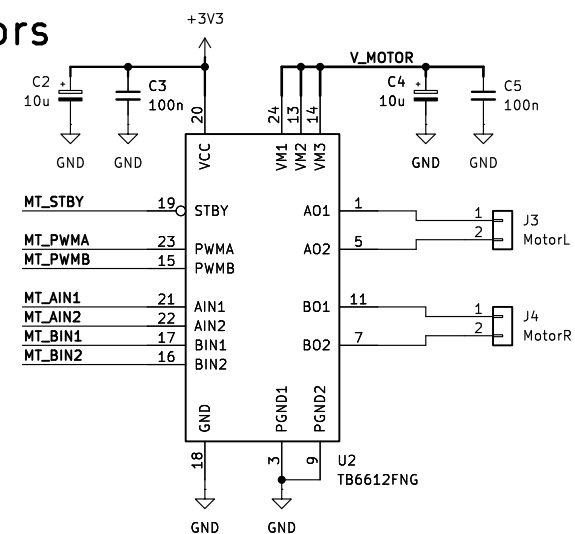 ors
+3V3
V_MOTOR
C2
10u
+
C3
100n
C4
10u
+
C5
100n
GND
GND
GND
GND
20
24
13
14
VCC
VM1
VM2
VM3
MT_STBY
19
STBY
AO1
1
1
J3
MT_PWMA
23
PWMA
AO2
5
2
MotorL
MT_PWMB
15
PWMB
MT_AIN1
21
AIN1
BO1
11
1
J4
MT_AIN2
22
AIN2
MT_BIN1
17
BIN1
BO2
7
2
MotorR
MT_BIN2
16
BIN2
GND
PGND1
PGND2
18
3
9
U2
TB6612FNG
GND
GND